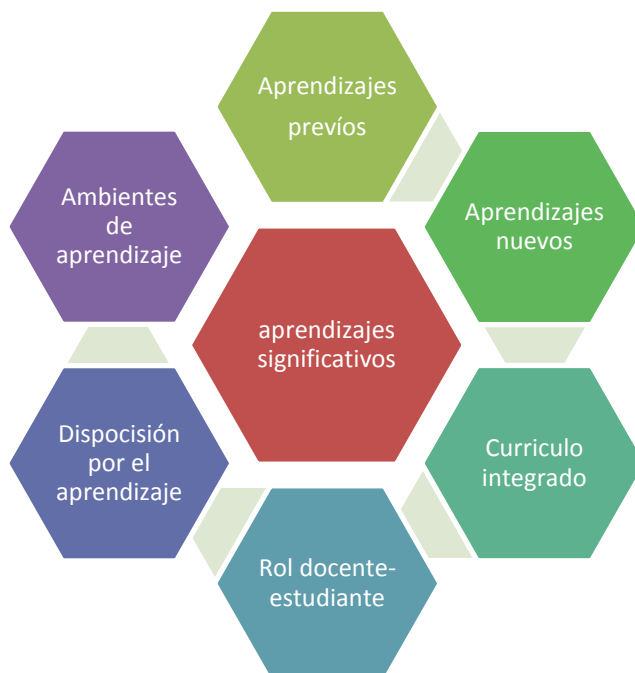 Aprendizajes
previos
Aprendizajes
nuevos
Curriculo
integrado
Rol docente-
estudiante
Dispocisión
por el
aprendizaje
Ambientes
de
aprendizaje
aprendizajes
significativos